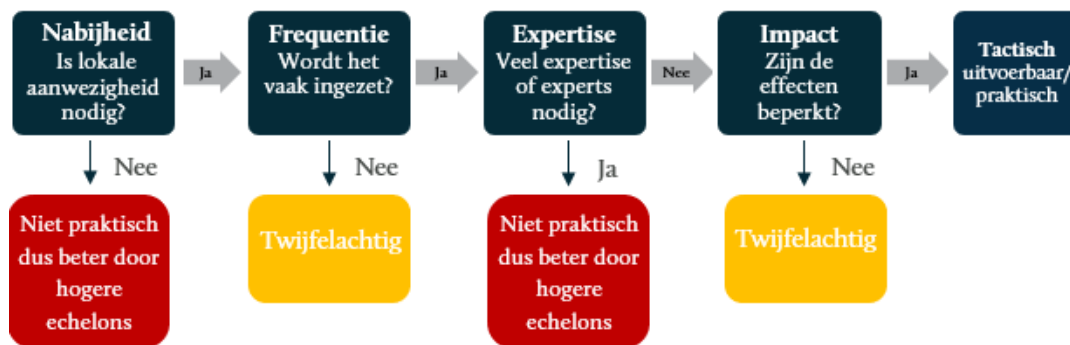 Nabijheid
Is lokale
aanwezigheid
nodig?
Ja
Frequentie
Wordt het
vaak ingezet?
Ja
Expertise
Veel expertise
of experts
nodig?
Nee
Impact
Zijn de
effecten
beperkt?
Ja
Tactisch
uitvoerbaar/
praktisch
Nee
Nee
Ja
Nee
Niet praktisch
dus beter door
hogere
echelons
Twijfelachtig
Niet praktisch
dus beter door
hogere
echelons
Twijfelachtig